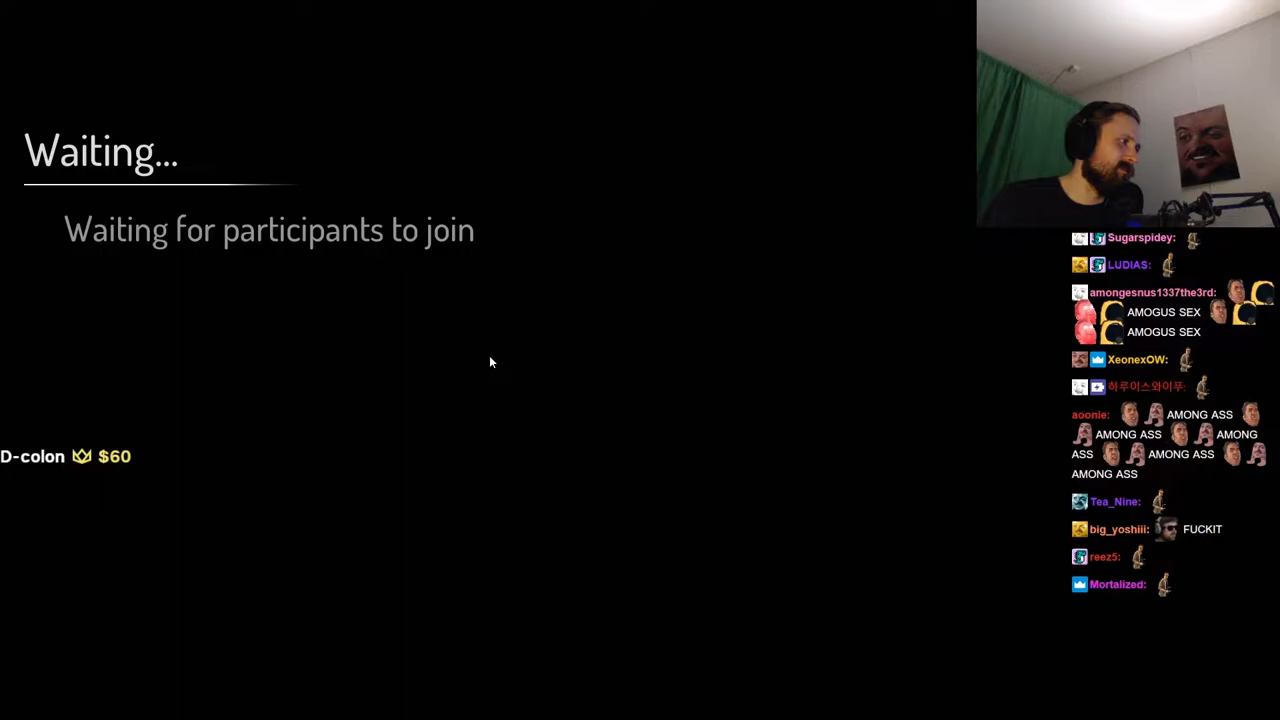 Waiting...
Waiting for participants to join
D-colon $60
Sugarspidey:
LUDIAS:
amongesnus1337the3rd:
AMOGUS SEX
AMOGUS SEX
XeonexOW:
하루이스와이푸:
aoonie: AMONG ASS
AMONG ASS AMONG
ASS AMONG ASS
AMONG ASS
Tea_Nine:
big_yoshiii: FUCKIT
reez5:
Mortalized: